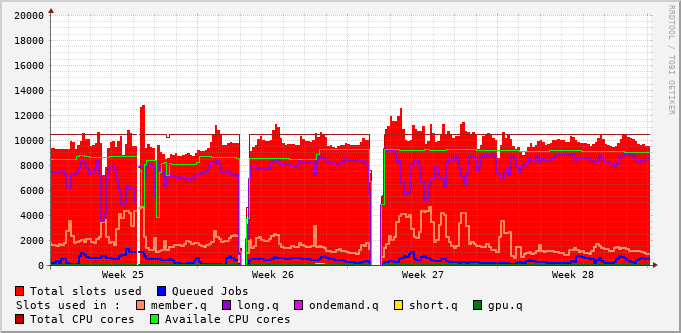 RRDTOOL / TOBI OETIKER
20000
18000
16000
14000
12000
10000
8000
6000
4000
2000
0
Week 25 Week 26 Week 27 Week 28
Total slots used Queued Jobs
Slots used in : member.q long.q ondemand.q short.q gpu.q
Total CPU cores Availale CPU cores